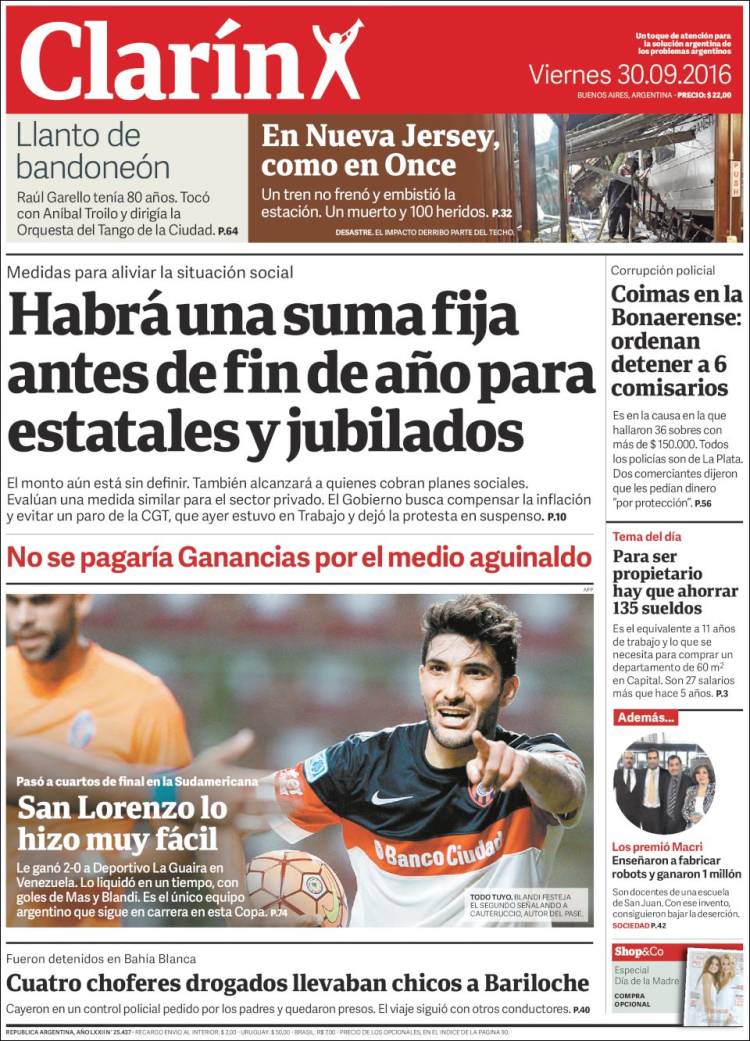 Clarín
Un toque de atención para
la solución argentina de
los problemas argentinos
Viernes 30.09.2016
BUENOS AIRES, ARGENTINA - PRECIO: $ 22,00
Llanto de
bandoneón
Raúl Garello tenía 80 años. Tocó
con Aníbal Troilo y dirigía la
Orquesta del Tango de la Ciudad. P.64
En Nueva Jersey,
como en Once
Un tren no frenó y embistió la
estación. Un muerto y 100 heridos. P.32
DESASTRE. EL IMPACTO DERRIBO PARTE DEL TECHO.
PUSH
Medidas para aliviar la situación social
Habrá una suma fija
antes de fin de año para
estatales y jubilados
El monto aún está sin definir. También alcanzará a quienes cobran planes sociales.
Evalúan una medida similar para el sector privado. El Gobierno busca compensar la inflación
y evitar un paro de la CGT, que ayer estuvo en Trabajo y dejó la protesta en suspenso. P.10
No se pagaría Ganancias por el medio aguinaldo
AFP
Pasó a cuartos de final en la Sudamericana
San Lorenzo lo
hizo muy fácil
Le ganó 2-0 a Deportivo La Guaira en
Venezuela. Lo liquidó en un tiempo, con
goles de Mas y Blandi. Es el único equipo
argentino que sigue en carrera en esta Copa. P.74
Banco Ciudad
TODO TUYO. BLANDI FESTEJA
EL SEGUNDO SEÑALANDO A
CAUTERUCCIO, AUTOR DEL PASE.
Fueron detenidos en Bahía Blanca
Cuatro choferes drogados llevaban chicos a Bariloche
Cayeron en un control policial pedido por los padres y quedaron presos. El viaje siguió con otros conductores. P.40
Corrupción policial
Coimas en la
Bonaerense:
ordenan
detener a 6
comisarios
Es en la causa en la que
hallaron 36 sobres con
más de $ 150.000. Todos
los policías son de La Plata.
Dos comerciantes dijeron
que les pedían dinero
"por protección". P.56
Tema del día
Para ser
propietario
hay que ahorrar
135 sueldos
Es el equivalente a 11 años
de trabajo y lo que se
necesita para comprar un
departamento de 60 m²
en Capital. Son 27 salarios
más que hace 5 años. P.3
Además...
Los premió Macri
Enseñaron a fabricar
robots y ganaron 1 millón
Son docentes de una escuela
de San Juan. Con ese invento,
consiguieron bajar la deserción.
SOCIEDAD P.42
Shop&Co
Especial
Día de la Madre
COMPRA
OPCIONAL
REPUBLICA ARGENTINA, AÑO LXXII N° 25.437 - RECARGO ENVIO AL INTERIOR: $ 2,00 - URUGUAY: $ 50,00 - BRASIL: R$ 7,00 - PRECIO DE LOS OPCIONALES, EN EL INDICE DE LA PAGINA 90.